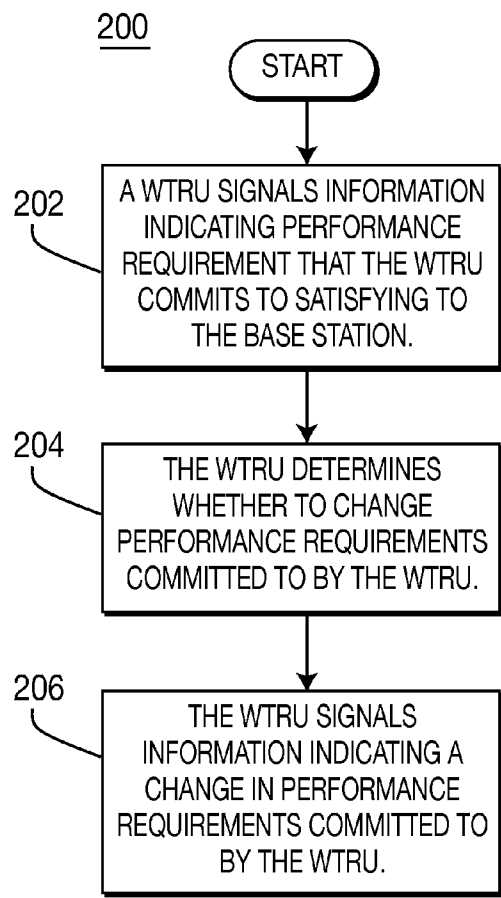 200
START
202
A WTRU SIGNALS INFORMATION
INDICATING PERFORMANCE
REQUIREMENT THAT THE WTRU
COMMITS TO SATISFYING TO
THE BASE STATION.
204
THE WTRU DETERMINES
WHETHER TO CHANGE
PERFORMANCE REQUIREMENTS
COMMITTED TO BY THE WTRU.
206
THE WTRU SIGNALS
INFORMATION INDICATING A
CHANGE IN PERFORMANCE
REQUIREMENTS COMMITTED TO
BY THE WTRU.